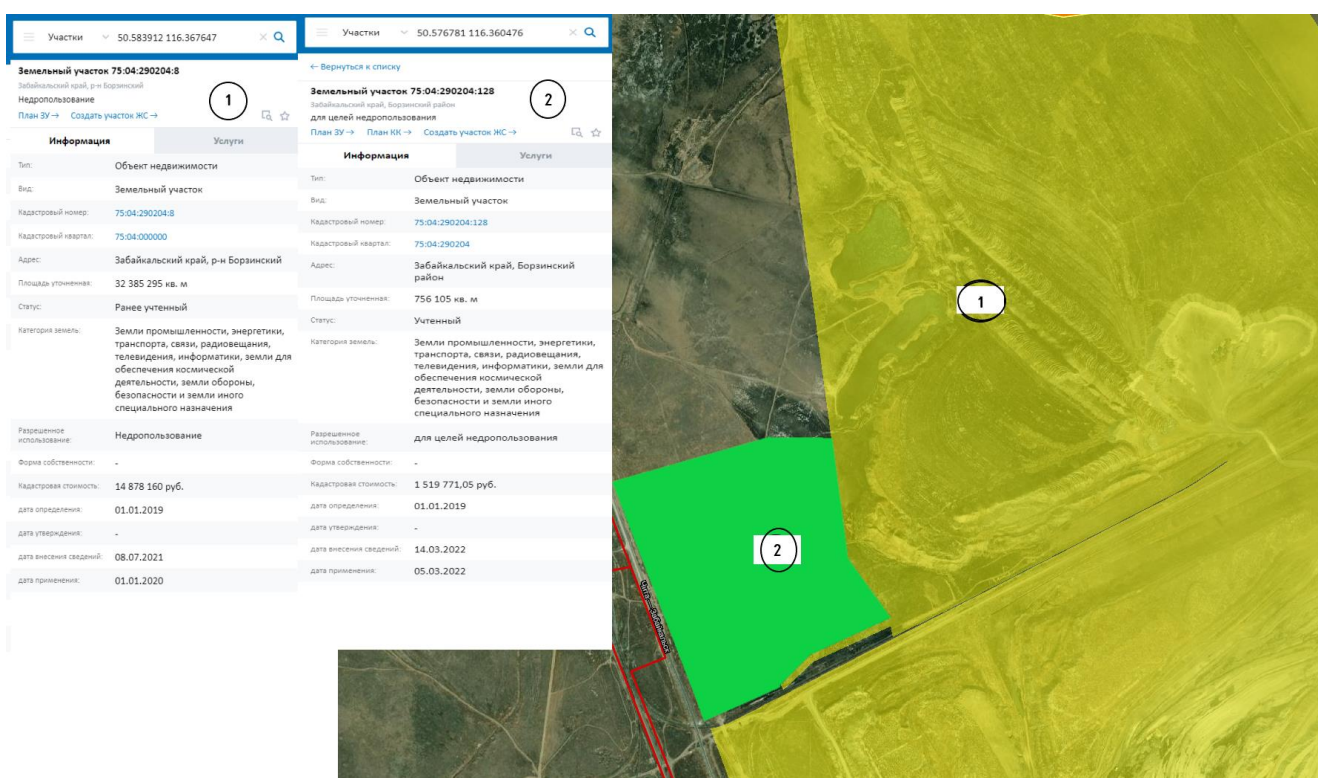 Участки
50.583912 116.367647
Земельный участок 75:04:290204:8
Забайкальский край, р-н Борзинский
Недропользование
План ЗУ → Создать участок ЖС →
1
Информация
Услуги
Тип: Объект недвижимости
Вид: Земельный участок
Кадастровый номер: 75:04:290204:8
Кадастровый квартал: 75:04:000000
Адрес: Забайкальский край, р-н Борзинский
Площадь уточненная: 32 385 295 кв. м
Статус: Ранее учтенный
Категория земель: Земли промышленности, энергетики,
транспорта, связи, радиовещания,
телевидения, информатики, земли для
обеспечения космической
деятельности, земли обороны,
безопасности и земли иного
специального назначения
Разрешенное
использование: Недропользование
Форма собственности: -
Кадастровая стоимость: 14 878 160 руб.
дата определения: 01.01.2019
дата утверждения: -
дата внесения сведений: 08.07.2021
дата применения: 01.01.2020
Участки
50.576781 116.360476
← Вернуться к списку
Земельный участок 75:04:290204:128
Забайкальский край, Борзинский район
для целей недропользования
План ЗУ → План КК → Создать участок ЖС →
2
Информация
Услуги
Тип: Объект недвижимости
Вид: Земельный участок
Кадастровый номер: 75:04:290204:128
Кадастровый квартал: 75:04:290204
Адрес: Забайкальский край, Борзинский
район
Площадь уточненная: 756 105 кв. м
Статус: Учтенный
Категория земель: Земли промышленности, энергетики,
транспорта, связи, радиовещания,
телевидения, информатики, земли для
обеспечения космической
деятельности, земли обороны,
безопасности и земли иного
специального назначения
Разрешенное
использование: для целей недропользования
Форма собственности: -
Кадастровая стоимость: 1 519 771,05 руб.
дата определения: 01.01.2019
дата утверждения: -
дата внесения сведений: 14.03.2022
дата применения: 05.03.2022
1
2
Чита — Забайкальск